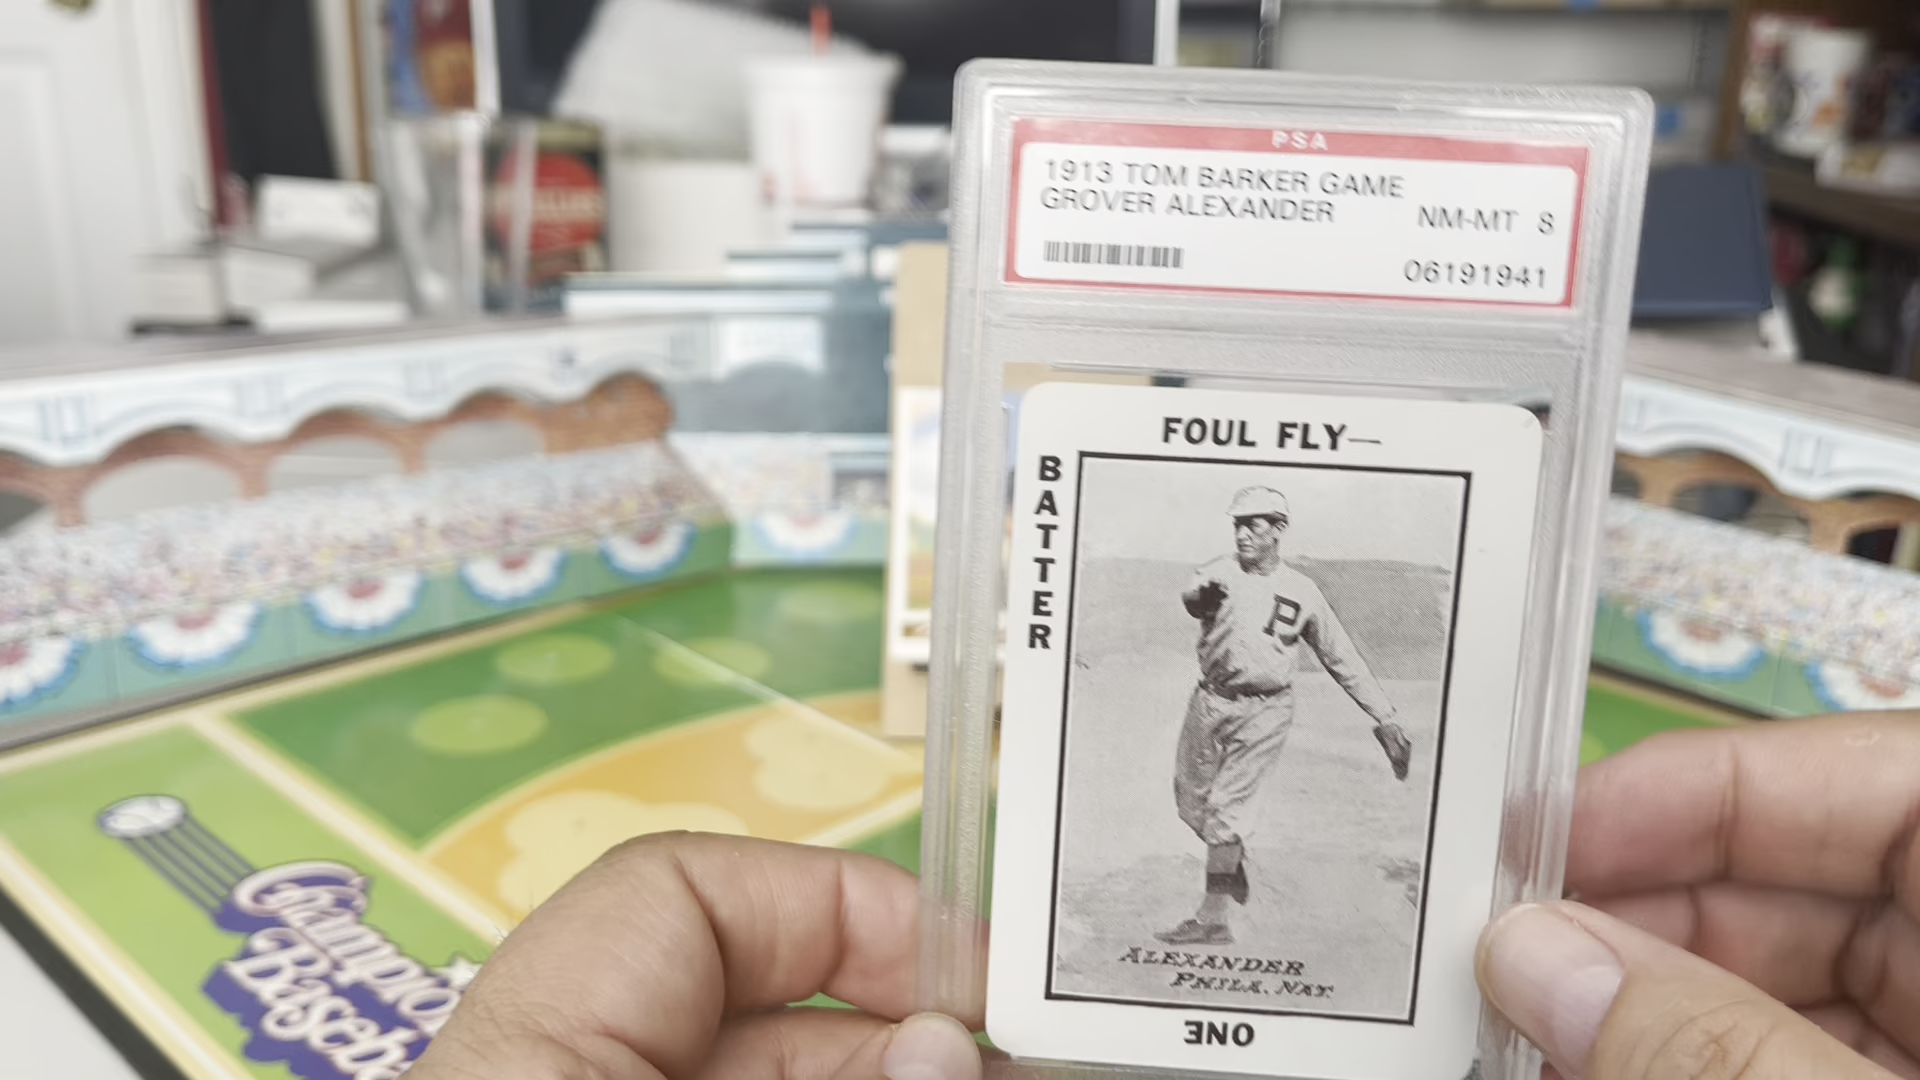 PSA
1913 TOM BARKER GAME
GROVER ALEXANDER
NM-MT 8
06191941
FOUL FLY—
BATTER
P
ALEXANDER
PHILA. NAT.
ONE
Champion
Baseba